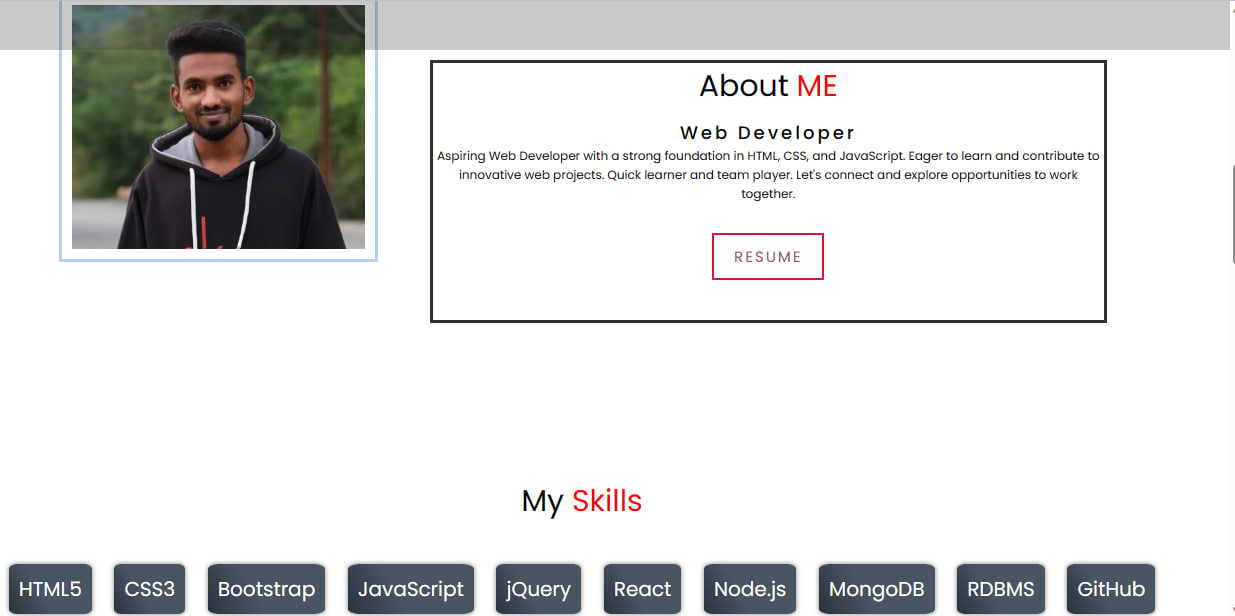 About ME
Web Developer
Aspiring Web Developer with a strong foundation in HTML, CSS, and JavaScript. Eager to learn and contribute to
innovative web projects. Quick learner and team player. Let's connect and explore opportunities to work
together.
RESUME
My Skills
HTML5 CSS3 Bootstrap JavaScript jQuery React Node.js MongoDB RDBMS GitHub